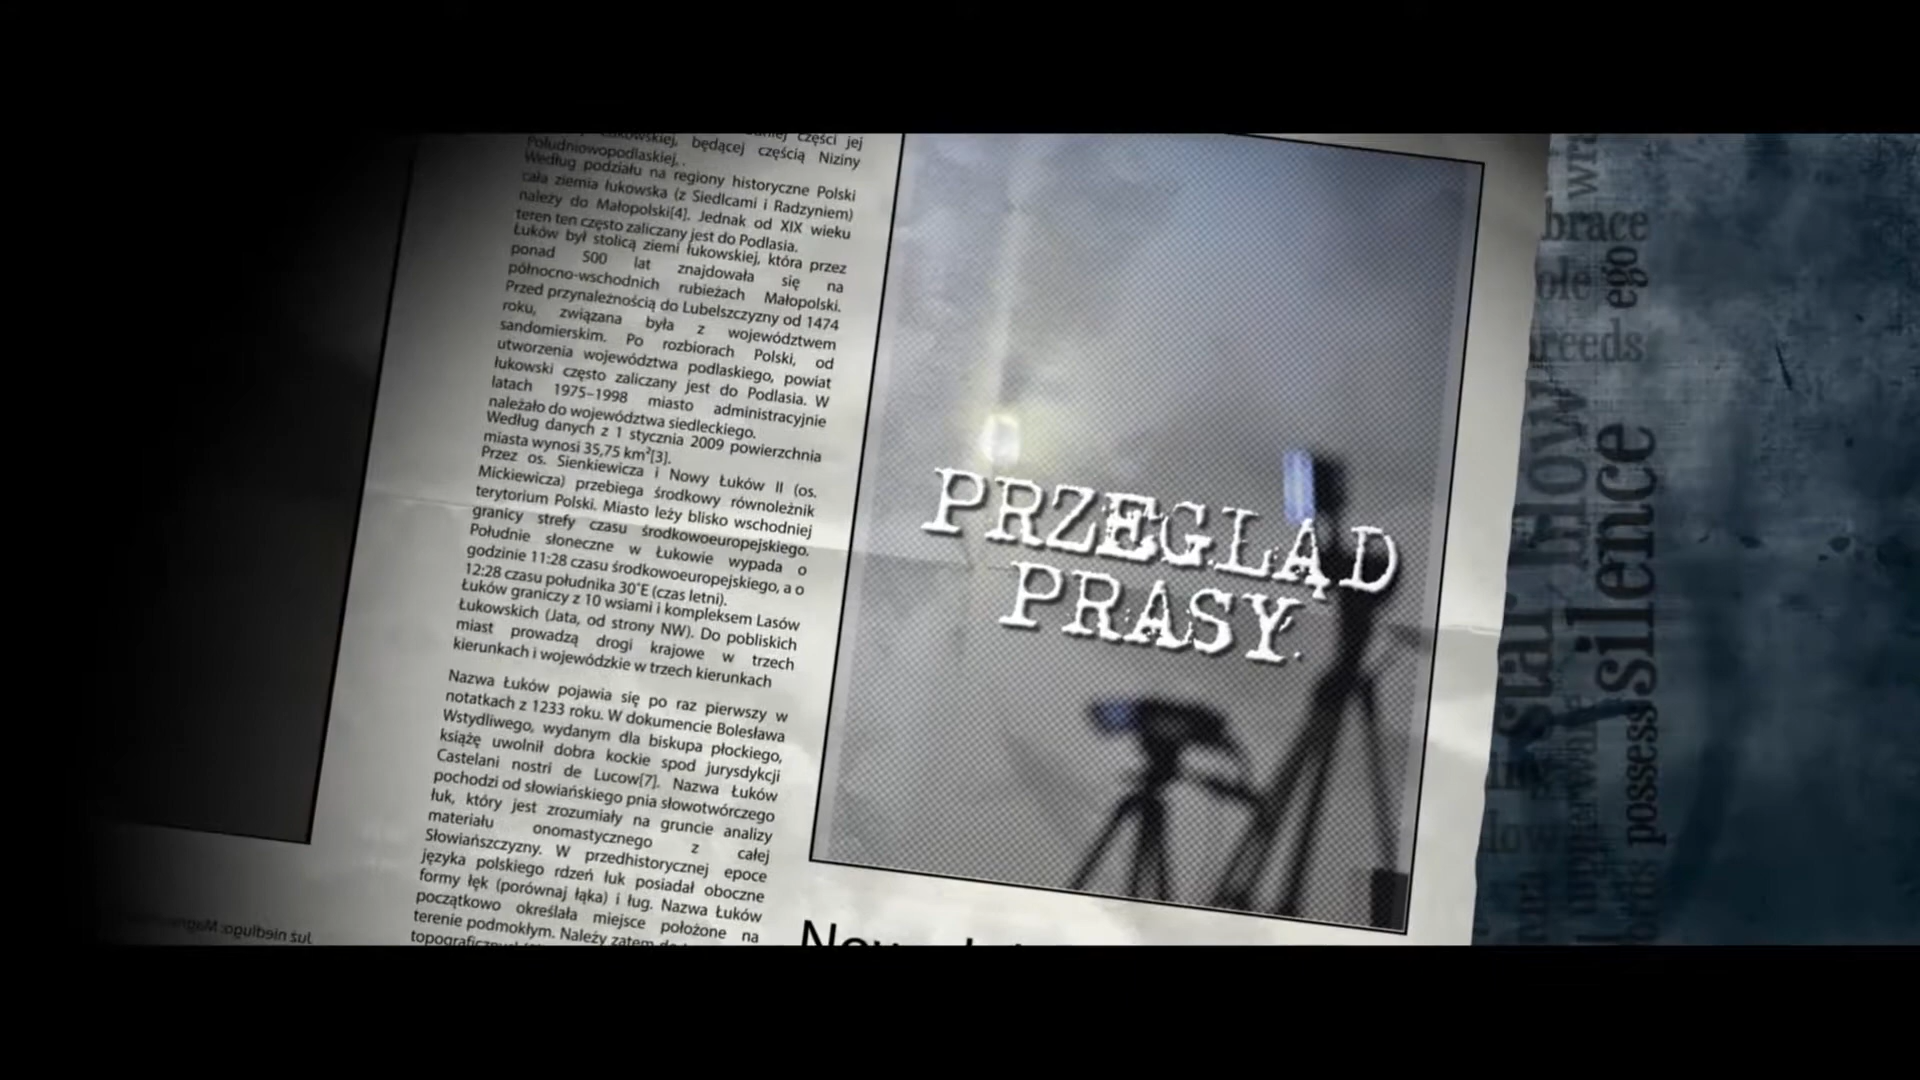 części jej
będącej częścią Niziny
Południowopodlaskiej,.
Według podziału na regiony historyczne Polski
cała ziemia łukowska (z Siedlcami i Radzyniem)
należy do Małopolski[4]. Jednak od XIX wieku
teren ten często zaliczany jest do Podlasia.
Łuków był stolicą ziemi łukowskiej, która przez
ponad 500 lat znajdowała się na
północno-wschodnich rubieżach Małopolski.
Przed przynależnością do Lubelszczyzny od 1474
roku, związana była z województwem
sandomierskim. Po rozbiorach Polski, od
utworzenia województwa podlaskiego, powiat
łukowski często zaliczany jest do Podlasia. W
latach 1975–1998 miasto administracyjnie
należało do województwa siedleckiego.
Według danych z 1 stycznia 2009 powierzchnia
miasta wynosi 35,75 km²[3].
Przez os. Sienkiewicza i Nowy Łuków II (os.
Mickiewicza) przebiega środkowy równoleżnik
terytorium Polski. Miasto leży blisko wschodniej
granicy strefy czasu środkowoeuropejskiego.
Południe słoneczne w Łukowie wypada o
godzinie 11:28 czasu środkowoeuropejskiego, a o
12:28 czasu południka 30°E (czas letni).
Łuków graniczy z 10 wsiami i kompleksem Lasów
Łukowskich (Jata, od strony NW). Do pobliskich
miast prowadzą drogi krajowe w trzech
kierunkach i wojewódzkie w trzech kierunkach
Nazwa Łuków pojawia się po raz pierwszy w
notatkach z 1233 roku. W dokumencie Bolesława
Wstydliwego, wydanym dla biskupa płockiego,
książę uwolnił dobra kockie spod jurysdykcji
Castelani nostri de Lucow[7]. Nazwa Łuków
pochodzi od słowiańskiego pnia słowotwórczego
łuk, który jest zrozumiały na gruncie analizy
materiału onomastycznego z całej
Słowiańszczyzny. W przedhistorycznej epoce
języka polskiego rdzeń łuk posiadał oboczne
formy łęk (porównaj łąka) i ług. Nazwa Łuków
początkowo określała miejsce położone na
terenie podmokłym. Należy zatem
PRZEGLĄD
PRASY.
brace
ego
silence
possess